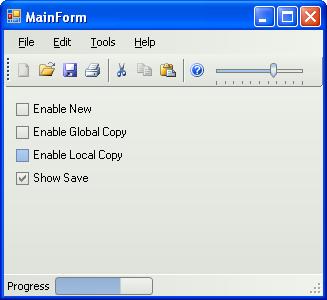 MainForm
File Edit Tools Help
Enable New
Enable Global Copy
Enable Local Copy
Show Save
Progress